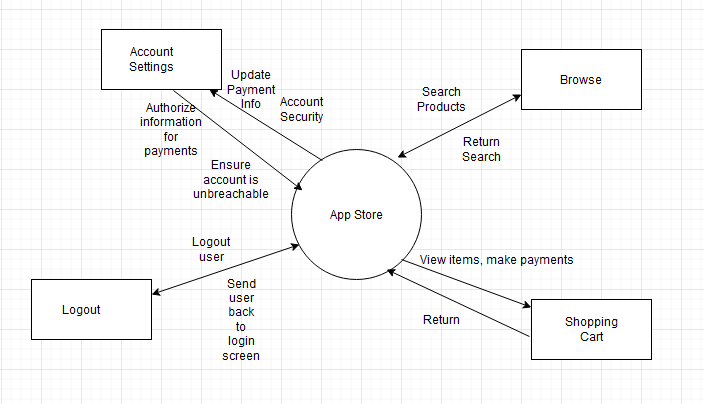 Account
Settings
Update
Payment
Info
Account
Security
Authorize
information
for
payments
Ensure
account is
unbreachable
Search
Products
Browse
Return
Search
App Store
Logout
user
Logout
Send
user
back
to
login
screen
View items, make payments
Return
Shopping
Cart